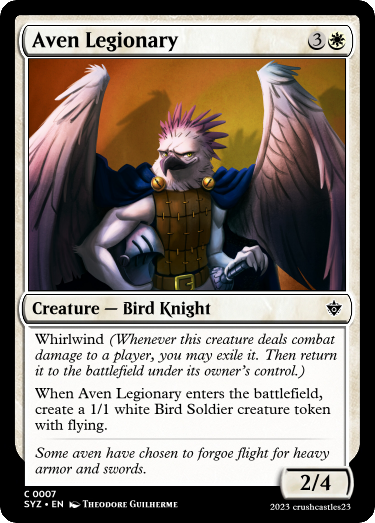 Aven Legionary 3
Creature — Bird Knight
Whirlwind (Whenever this creature deals combat
damage to a player, you may exile it. Then return
it to the battlefield under its owner's control.)
When Aven Legionary enters the battlefield,
create a 1/1 white Bird Soldier creature token
with flying.
Some aven have chosen to forgoe flight for heavy
armor and swords.
2/4
C 0007
SYZ • EN Theodore Guilherme
2023 crushcastles23